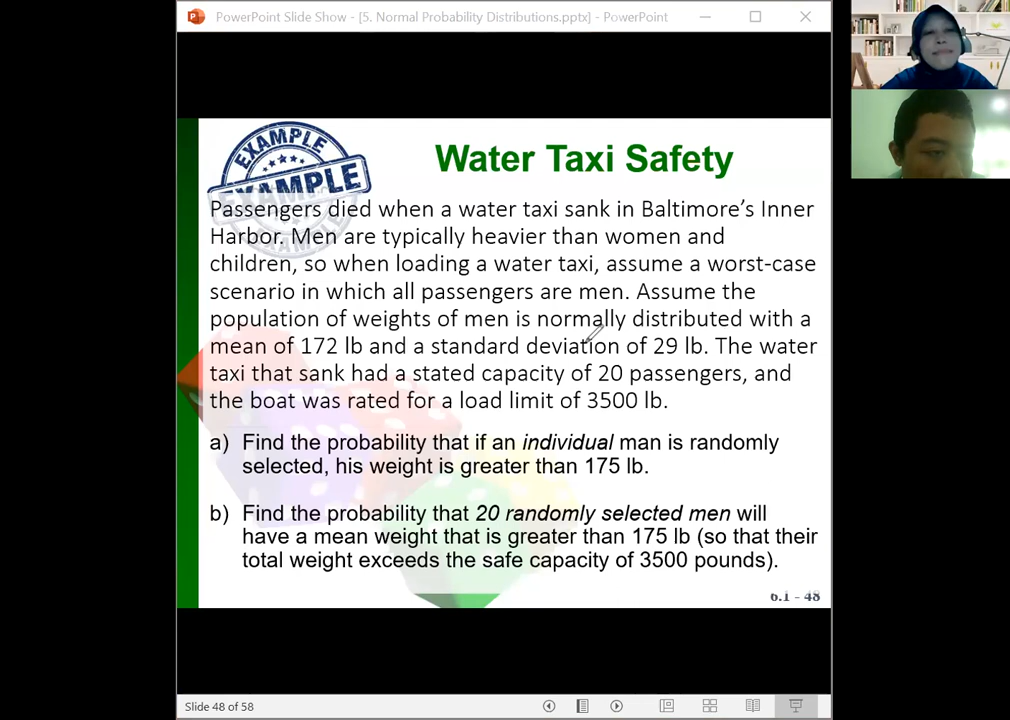 PowerPoint Slide Show - [5. Normal Probability Distributions.pptx] - PowerPoint
EXAMPLE
EXAMPLE
EXAMPLE
Water Taxi Safety
Passengers died when a water taxi sank in Baltimore’s Inner
Harbor. Men are typically heavier than women and
children, so when loading a water taxi, assume a worst-case
scenario in which all passengers are men. Assume the
population of weights of men is normally distributed with a
mean of 172 lb and a standard deviation of 29 lb. The water
taxi that sank had a stated capacity of 20 passengers, and
the boat was rated for a load limit of 3500 lb.
a) Find the probability that if an individual man is randomly
selected, his weight is greater than 175 lb.
b) Find the probability that 20 randomly selected men will
have a mean weight that is greater than 175 lb (so that their
total weight exceeds the safe capacity of 3500 pounds).
6.1 - 48
Slide 48 of 58